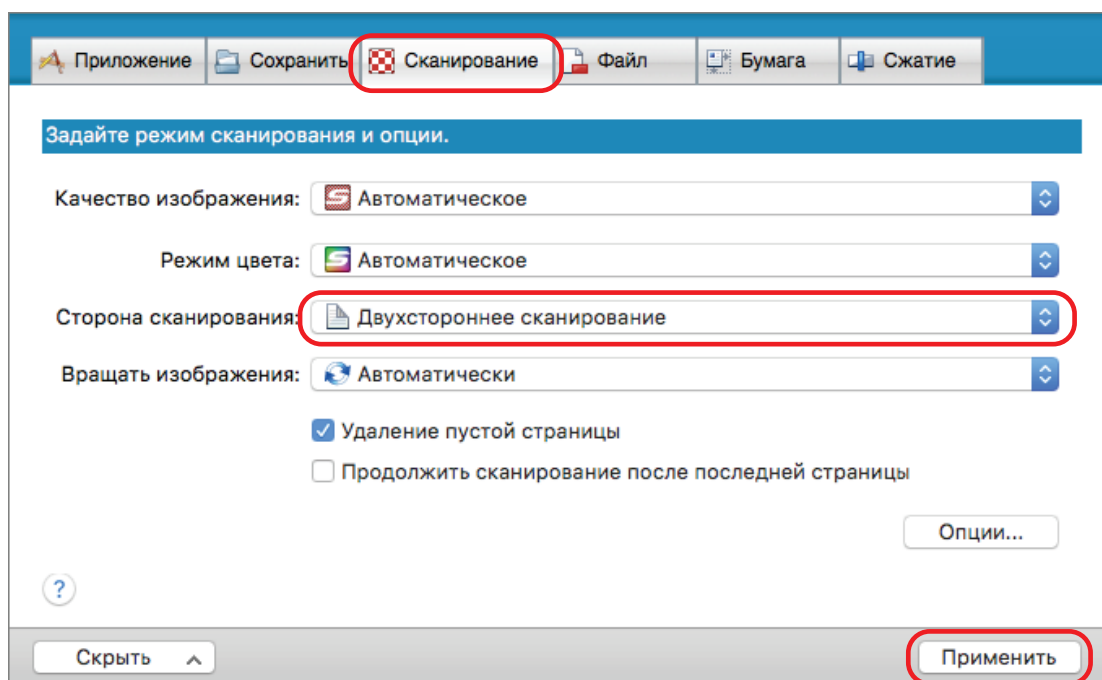 Приложение Сохранить Сканирование Файл Бумага Сжатие
Задайте режим сканирования и опции.
Качество изображения: Автоматическое
Режим цвета: Автоматическое
Сторона сканирования: Двухстороннее сканирование
Вращать изображения: Автоматически
Удаление пустой страницы
Продолжить сканирование после последней страницы
Опции...
?
Скрыть Применить